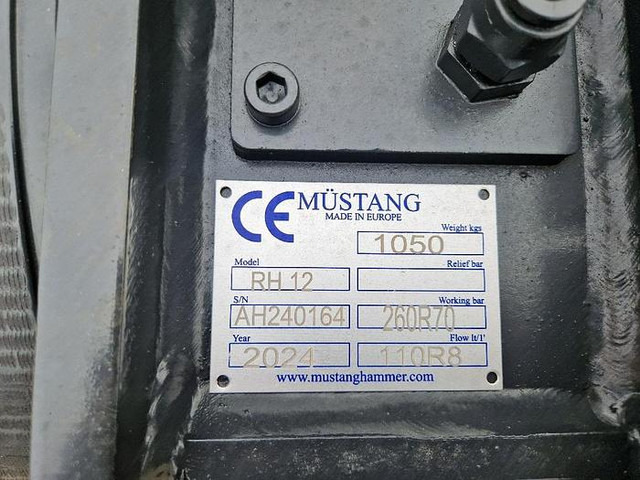 CE MÜSTANG
MADE IN EUROPE
Weight kgs
1050
Model
Relief bar
RH 12
S/N
Working bar
AH240164
260R70
Year
Flow lt/1'
2024
110R8
www.mustanghammer.com